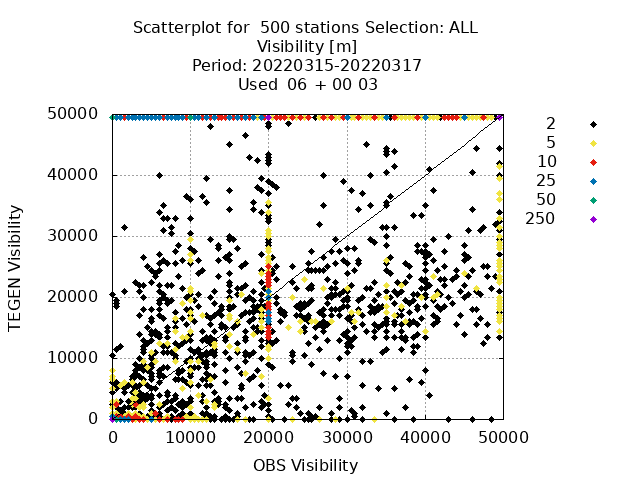 Scatterplot for  500 stations Selection: ALL
Visibility [m]
Period: 20220315-20220317
Used  06 + 00 03
50000
40000
30000
20000
10000
0
TEGEN Visibility
0 10000 20000 30000 40000 50000
OBS Visibility
2
5
10
25
50
250